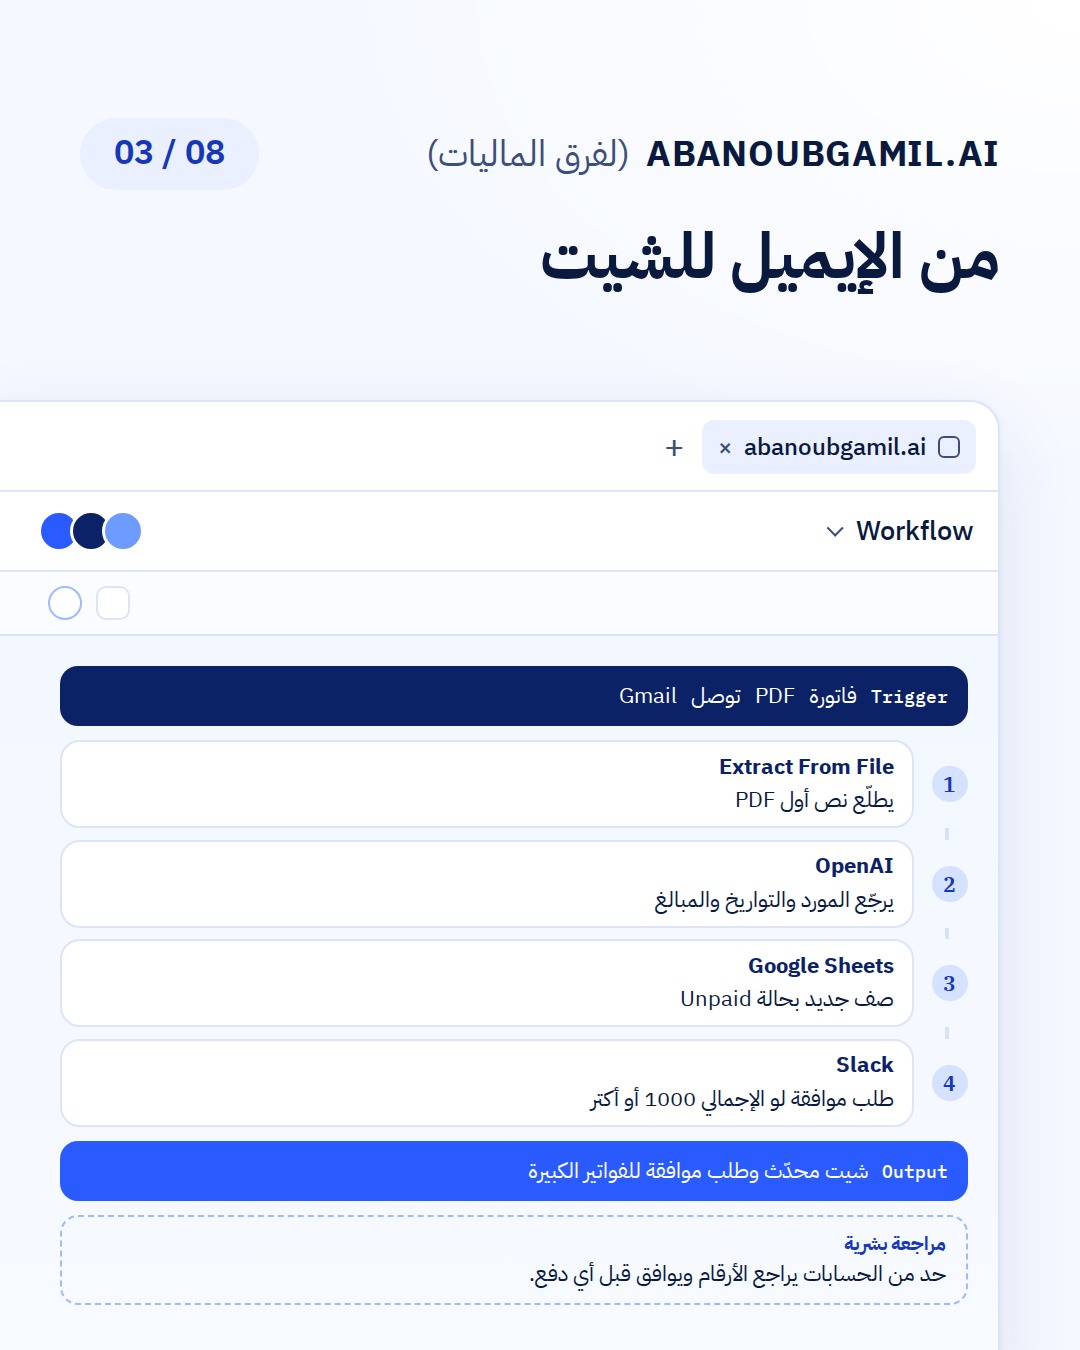 ABANOUBGAMIL.AI (لفرق الماليات)
03 / 08
من الإيميل للشيت
abanoubgamil.ai × +
Workflow
Trigger فاتورة PDF توصل Gmail
1
Extract From File
يطلّع نص أول PDF
2
OpenAI
يرجّع المورد والتواريخ والمبالغ
3
Google Sheets
صف جديد بحالة Unpaid
4
Slack
طلب موافقة لو الإجمالي 1000 أو أكتر
Output شيت محدّث وطلب موافقة للفواتير الكبيرة
مراجعة بشرية
حد من الحسابات يراجع الأرقام ويوافق قبل أي دفع.